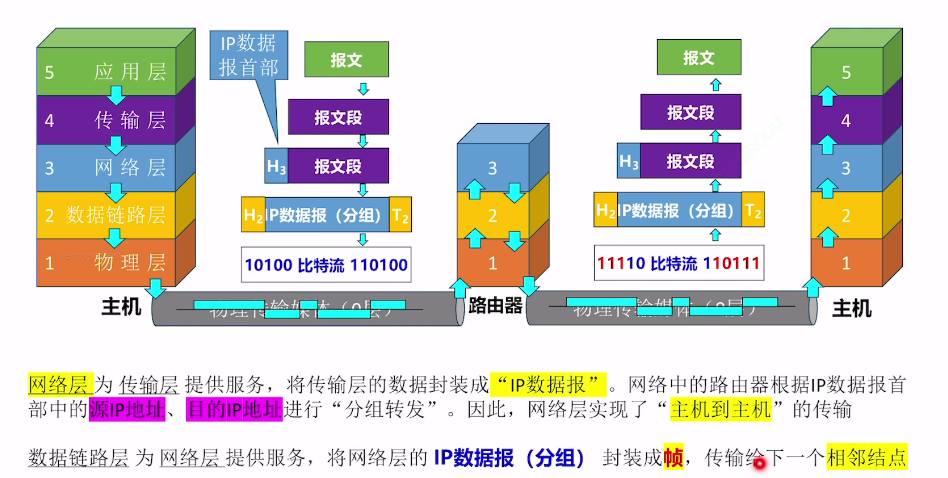 IP数据
报首部
报文
报文
5 应用层
4 传输层
3 网络层
2 数据链路层
1 物理层
报文段
H₃ 报文段
H₂ IP数据报（分组） T₂
10100 比特流 110100
3
2
1
报文段
H₃ 报文段
H₂ IP数据报（分组） T₂
11110 比特流 110111
5
4
3
2
1
主机
物理传输媒体（0层）
路由器
物理传输媒体（0层）
主机
网络层 为 传输层 提供服务，将传输层的数据封装成“IP数据报”。网络中的路由器根据IP数据报首
部中的源IP地址、目的IP地址进行“分组转发”。因此，网络层实现了“主机到主机”的传输
数据链路层 为 网络层 提供服务，将网络层的 IP数据报（分组） 封装成帧，传输给下一个相邻结点